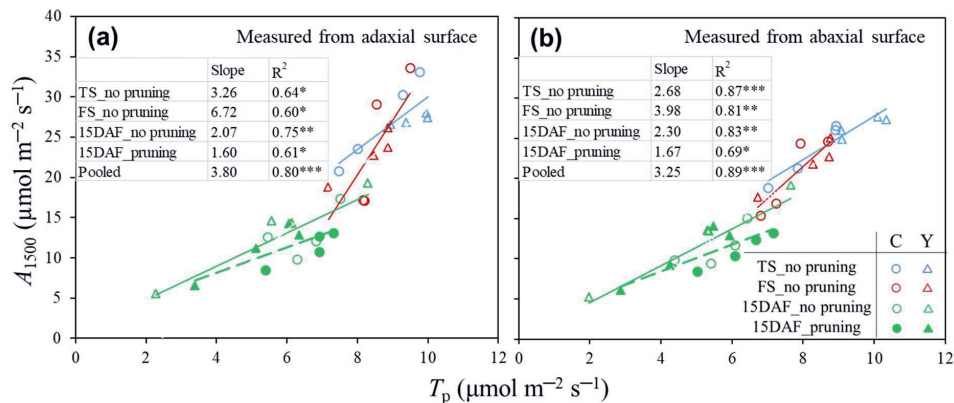 (a) Measured from adaxial surface
Slope R2
TS_no pruning 3.26 0.64*
FS_no pruning 6.72 0.60*
15DAF_no pruning 2.07 0.75**
15DAF_pruning 1.60 0.61*
Pooled 3.80 0.80***
40
35
30
25
20
15
10
5
0
0 2 4 6 8 10 12
A1500 (μmol m−2 s−1)
(b) Measured from abaxial surface
Slope R2
TS_no pruning 2.68 0.87***
FS_no pruning 3.98 0.81**
15DAF_no pruning 2.30 0.83**
15DAF_pruning 1.67 0.69*
Pooled 3.25 0.89***
C Y
TS_no pruning
FS_no pruning
15DAF_no pruning
15DAF_pruning
0 2 4 6 8 10 12
Tp (μmol m−2 s−1)